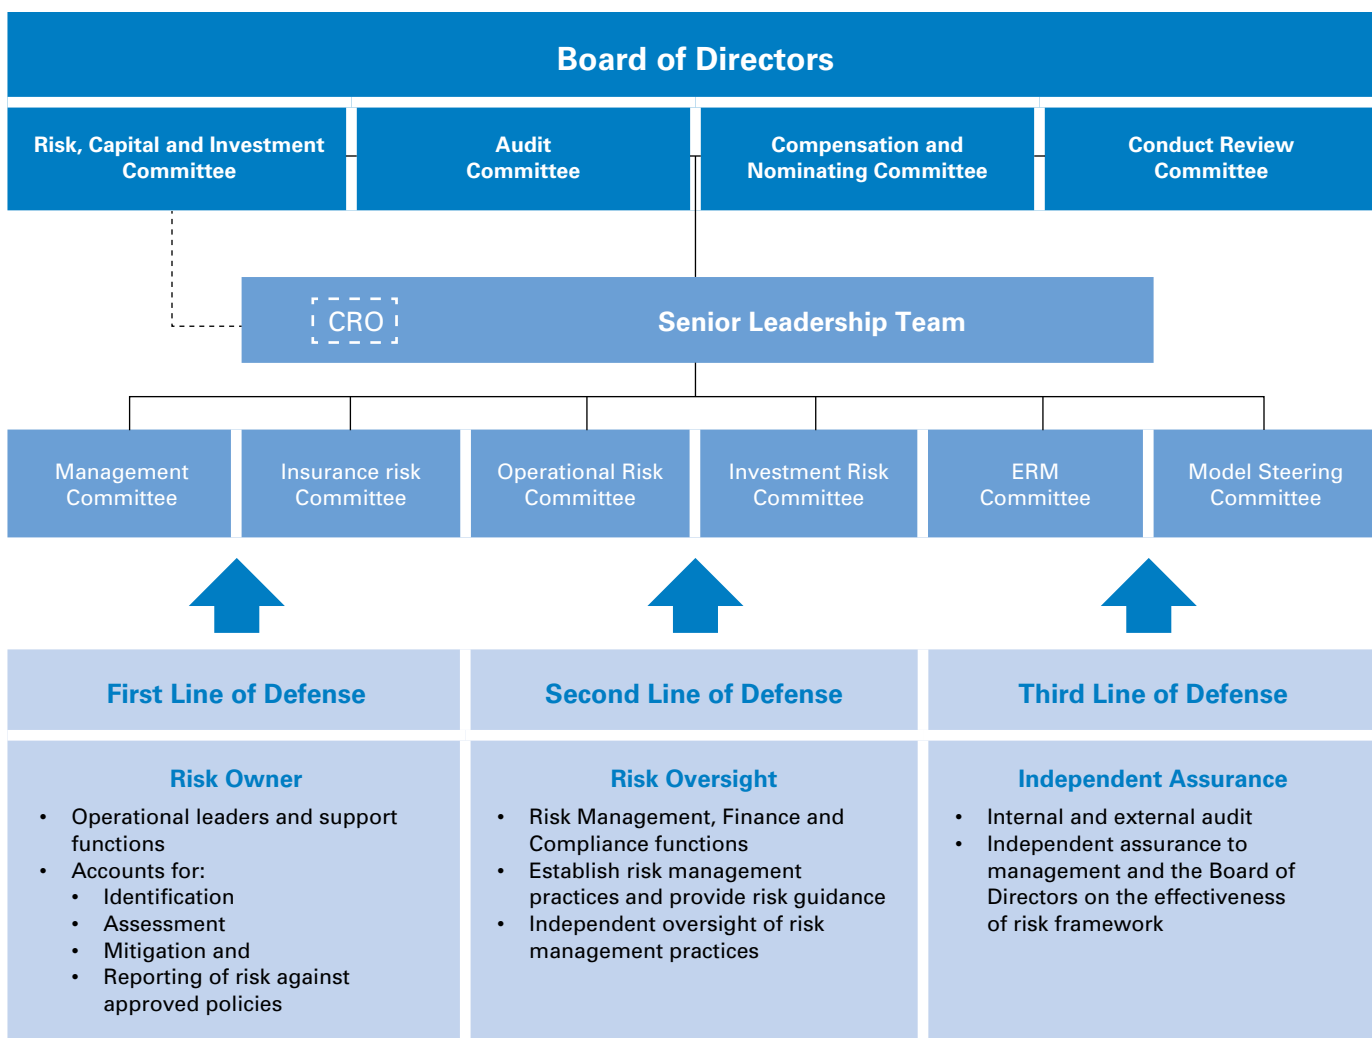 Board of Directors
Risk, Capital and Investment
Committee
Audit
Committee
Compensation and
Nominating Committee
Conduct Review
Committee
CRO
Senior Leadership Team
Management
Committee
Insurance risk
Committee
Operational Risk
Committee
Investment Risk
Committee
ERM
Committee
Model Steering
Committee
First Line of Defense
Second Line of Defense
Third Line of Defense
Risk Owner
• Operational leaders and support
functions
• Accounts for:
• Identification
• Assessment
• Mitigation and
• Reporting of risk against
approved policies
Risk Oversight
• Risk Management, Finance and
Compliance functions
• Establish risk management
practices and provide risk guidance
• Independent oversight of risk
management practices
Independent Assurance
• Internal and external audit
• Independent assurance to
management and the Board of
Directors on the effectiveness
of risk framework